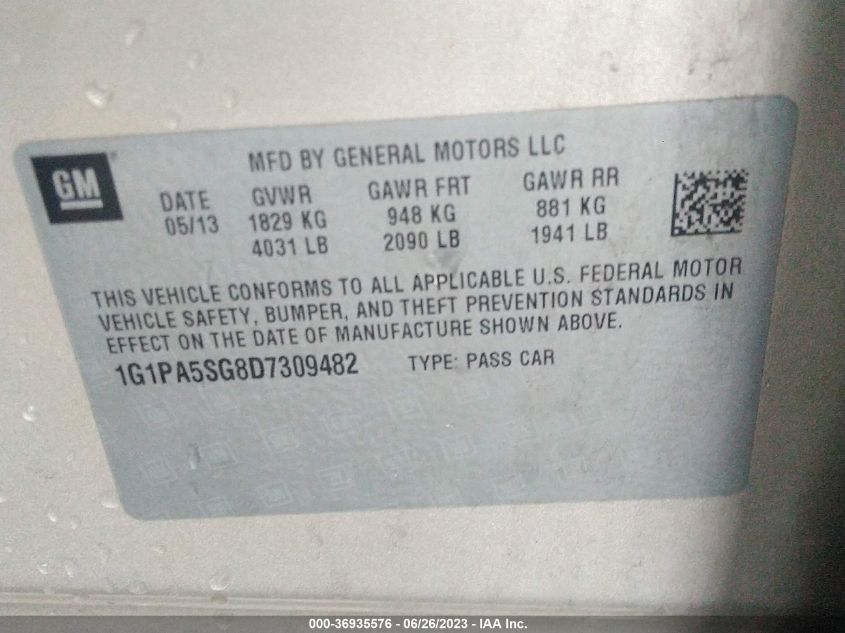 GM
MFD BY GENERAL MOTORS LLC
DATE GVWR GAWR FRT GAWR RR
05/13 1829 KG 948 KG 881 KG
4031 LB 2090 LB 1941 LB
THIS VEHICLE CONFORMS TO ALL APPLICABLE U.S. FEDERAL MOTOR
VEHICLE SAFETY, BUMPER, AND THEFT PREVENTION STANDARDS IN
EFFECT ON THE DATE OF MANUFACTURE SHOWN ABOVE.
1G1PA5SG8D7309482 TYPE: PASS CAR
000-36935576 - 06/26/2023 - IAA Inc.